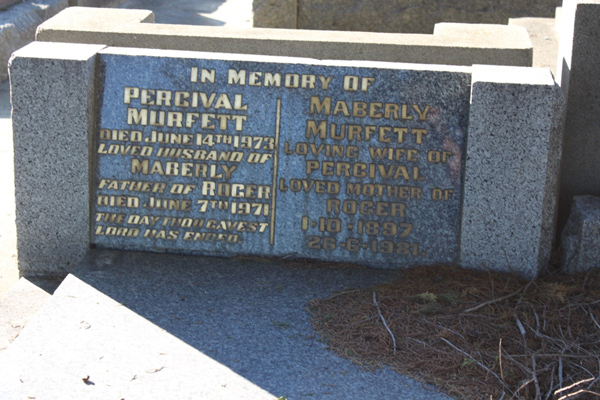 IN MEMORY OF
PERCIVAL
MURFETT
DIED JUNE 14TH 1973
LOVED HUSBAND OF
MABERLY
FATHER OF ROGER
DIED JUNE 7TH 1971
THE DAY THOU GAVEST
LORD HAS ENDED.
MABERLY
MURFETT
LOVING WIFE OF
PERCIVAL
LOVED MOTHER OF
ROGER
1-10-1897
26-6-1981